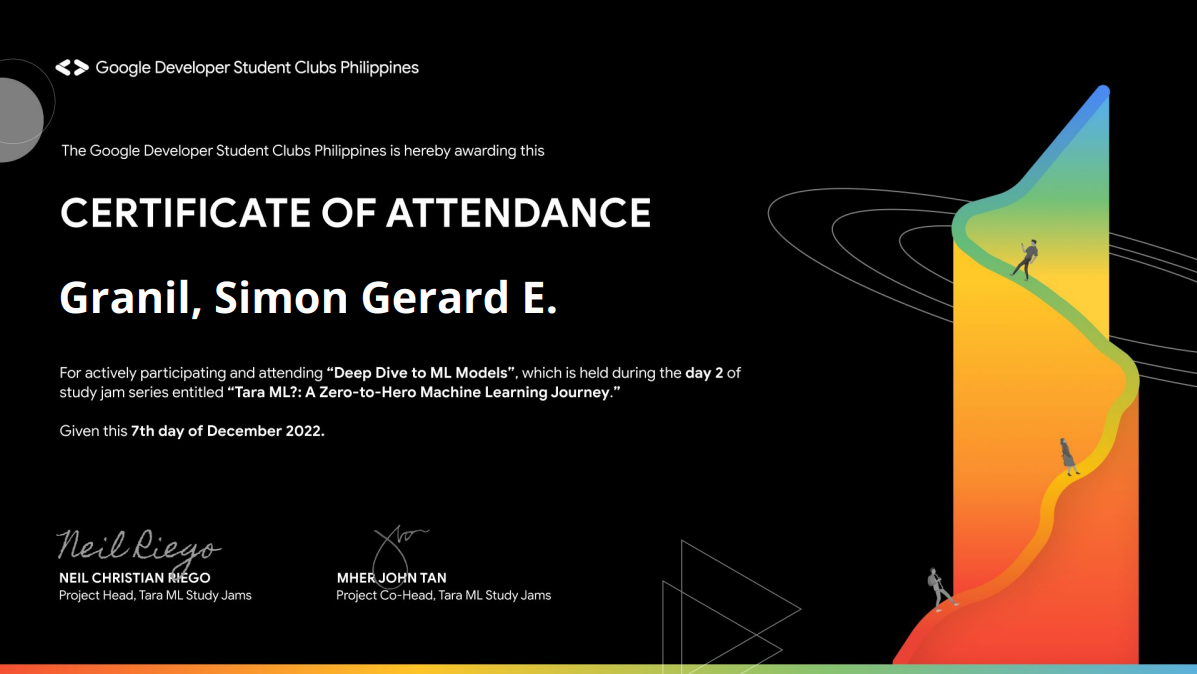 Google Developer Student Clubs Philippines
The Google Developer Student Clubs Philippines is hereby awarding this
CERTIFICATE OF ATTENDANCE
Granil, Simon Gerard E.
For actively participating and attending “Deep Dive to ML Models”, which is held during the day 2 of
study jam series entitled “Tara ML?: A Zero-to-Hero Machine Learning Journey.”
Given this 7th day of December 2022.
Neil Riego
NEIL CHRISTIAN RIEGO
Project Head, Tara ML Study Jams
MHER JOHN TAN
Project Co-Head, Tara ML Study Jams